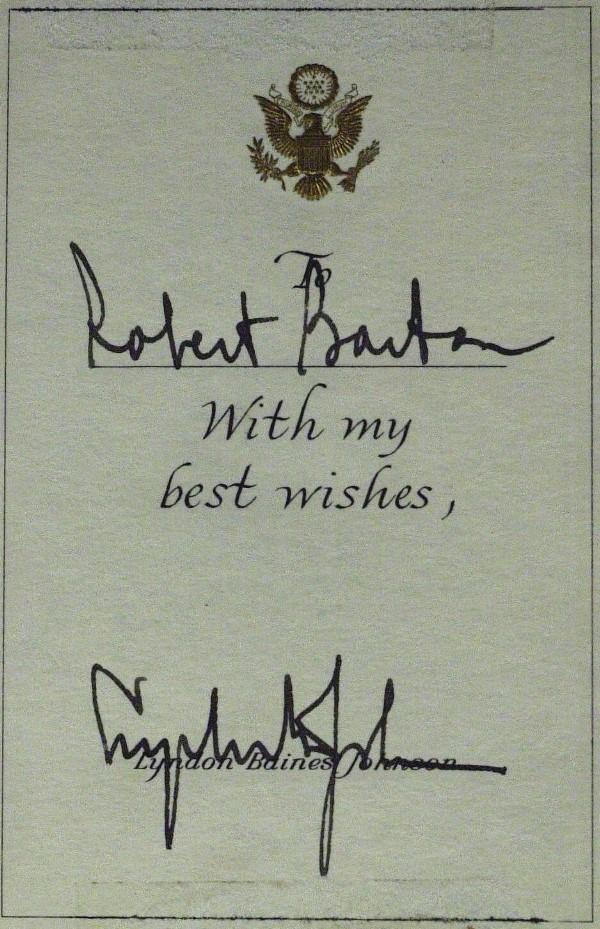 To
Robert Barton
With my
best wishes,
Lyndon B Johnson
Lyndon Baines Johnson